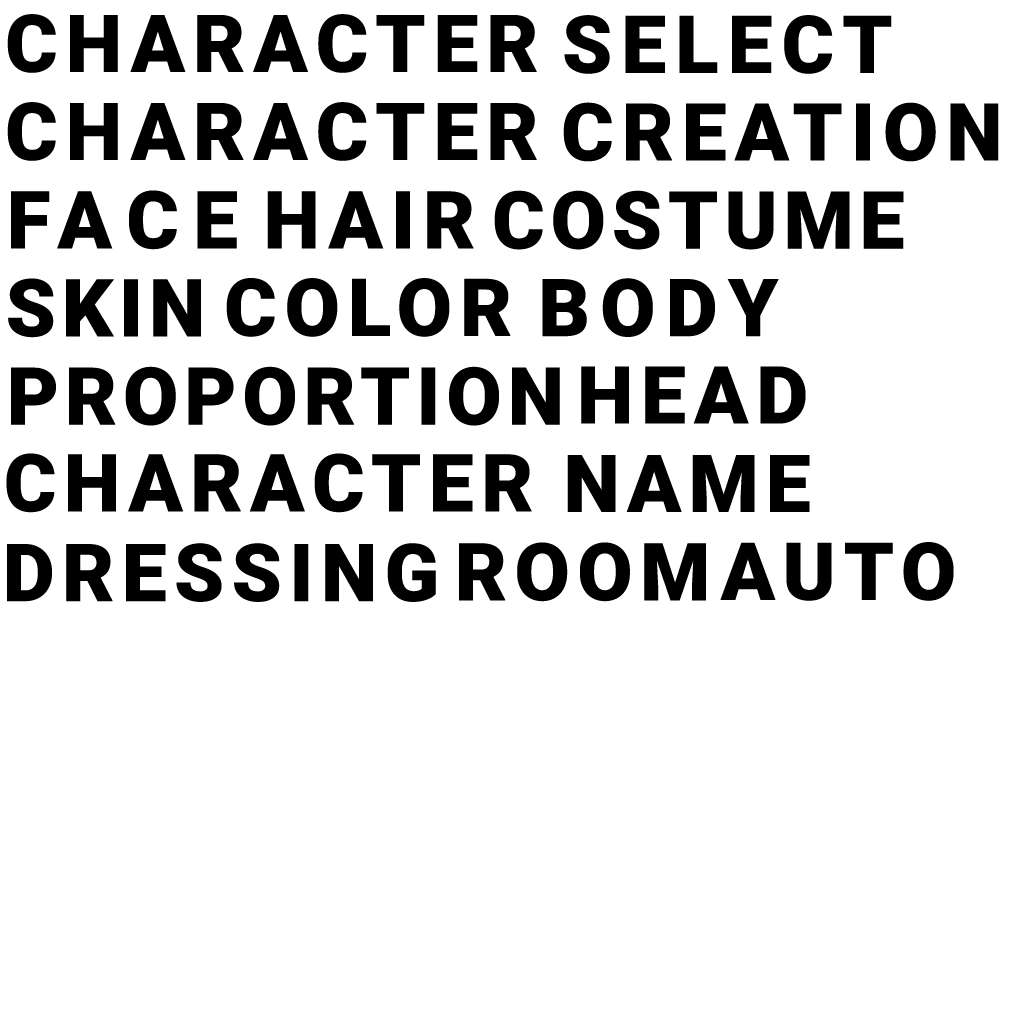 CHARACTER SELECT
CHARACTER CREATION
FACE HAIR COSTUME
SKIN COLOR BODY
PROPORTION HEAD
CHARACTER NAME
DRESSING ROOM AUTO